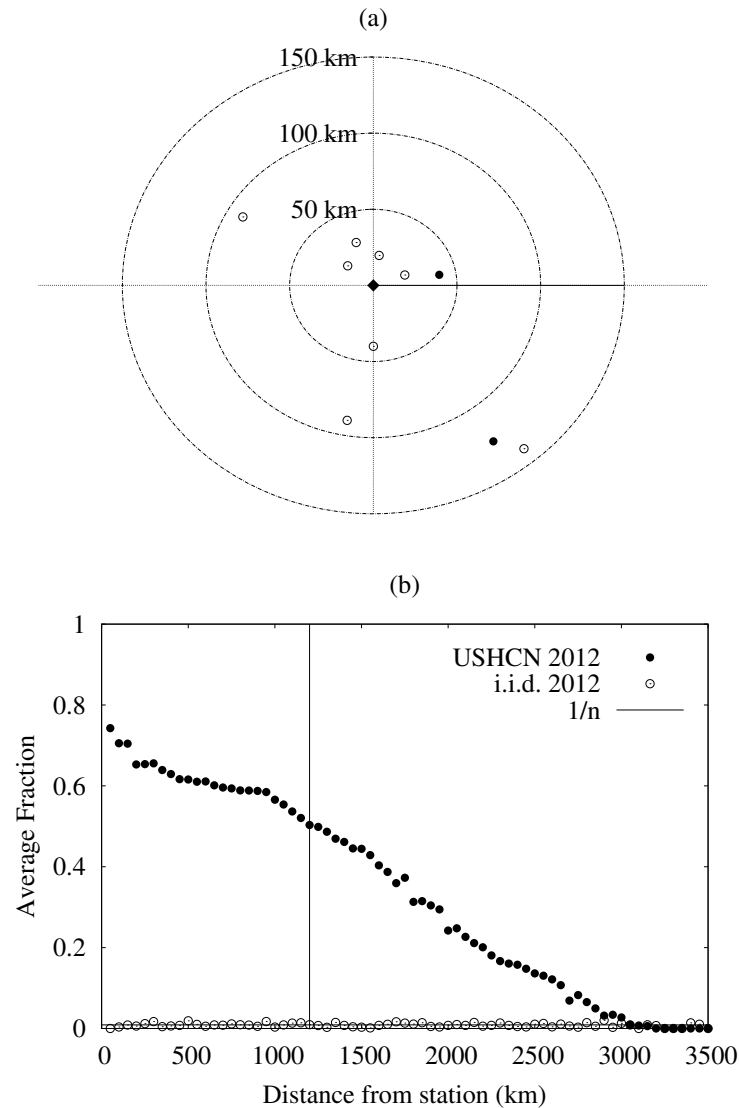 (a)
150 km
100 km
50 km
(b)
1
0.8
0.6
0.4
0.2
0
Average Fraction
USHCN 2012
i.i.d. 2012
1/n
0 500 1000 1500 2000 2500 3000 3500
Distance from station (km)